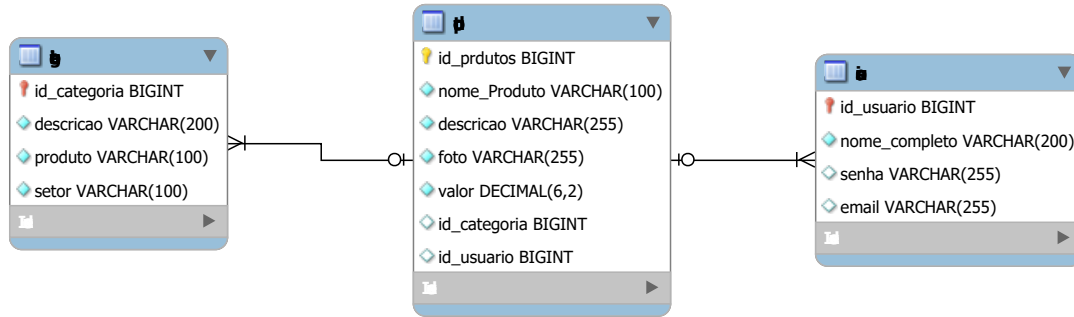 id_categoria BIGINT
descricao VARCHAR(200)
produto VARCHAR(100)
setor VARCHAR(100)
id_prdutos BIGINT
nome_Produto VARCHAR(100)
descricao VARCHAR(255)
foto VARCHAR(255)
valor DECIMAL(6,2)
id_categoria BIGINT
id_usuario BIGINT
id_usuario BIGINT
nome_completo VARCHAR(200)
senha VARCHAR(255)
email VARCHAR(255)